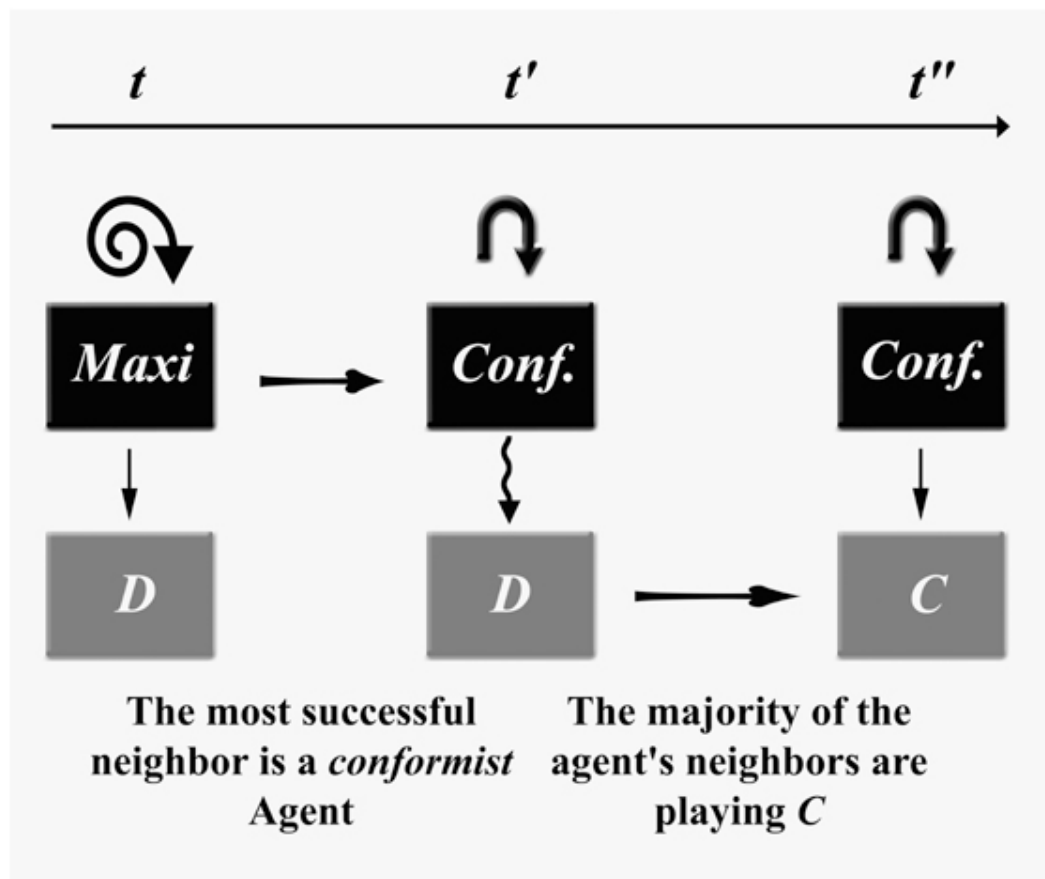 t t' t''
Maxi Conf. Conf.
D D C
The most successful
neighbor is a conformist
Agent
The majority of the
agent's neighbors are
playing C